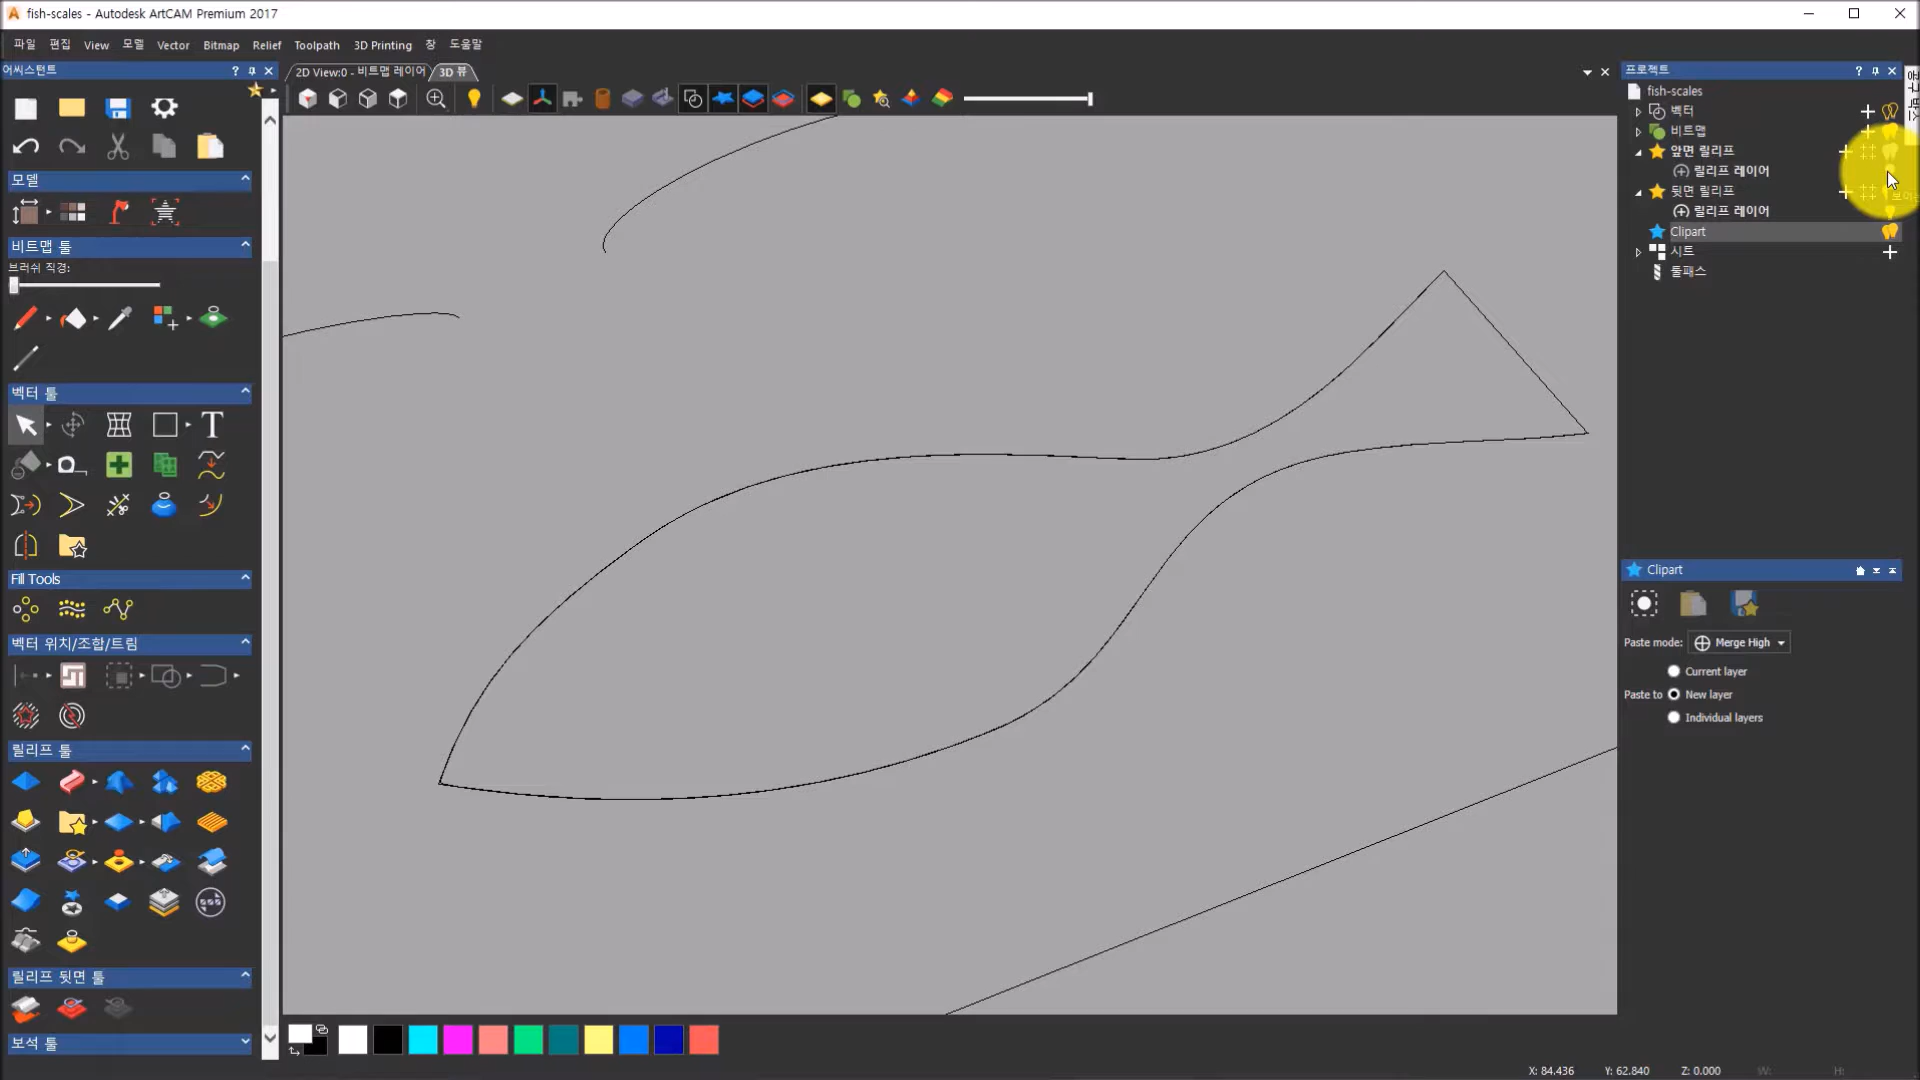 fish-scales - Autodesk ArtCAM Premium 2017
파일 편집 View 모델 Vector Bitmap Relief Toolpath 3D Printing 창 도움말
어씨스턴트
2D View:0 - 비트맵 레이어 3D 뷰
프로젝트
fish-scales
벡터
비트맵
앞면 릴리프
릴리프 레이어
뒷면 릴리프
릴리프 레이어
Clipart
시트
툴패스
모델
비트맵 툴
브러쉬 직경:
벡터 툴
Fill Tools
벡터 위치/조합/트림
릴리프 툴
릴리프 뒷면 툴
보석 툴
Clipart
Paste mode: Merge High
Current layer
Paste to New layer
Individual layers
X: 84.436 Y: 62.840 Z: 0.000 W: H: